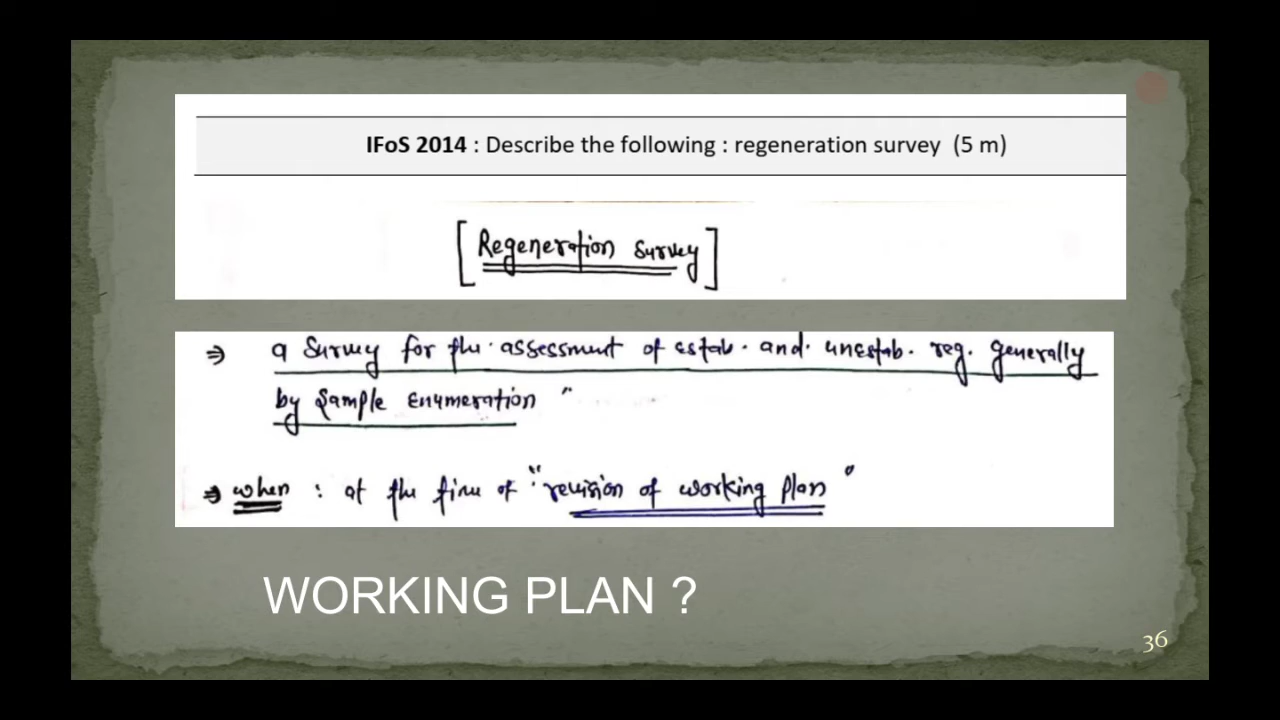 IFoS 2014 : Describe the following : regeneration survey (5 m)
[Regeneration Survey]
⇒ a Survey for the assessment of estab. and unestab. reg. generally
by Sample Enumeration "
⇒ when : at the time of "revision of working plan"
WORKING PLAN ?
36